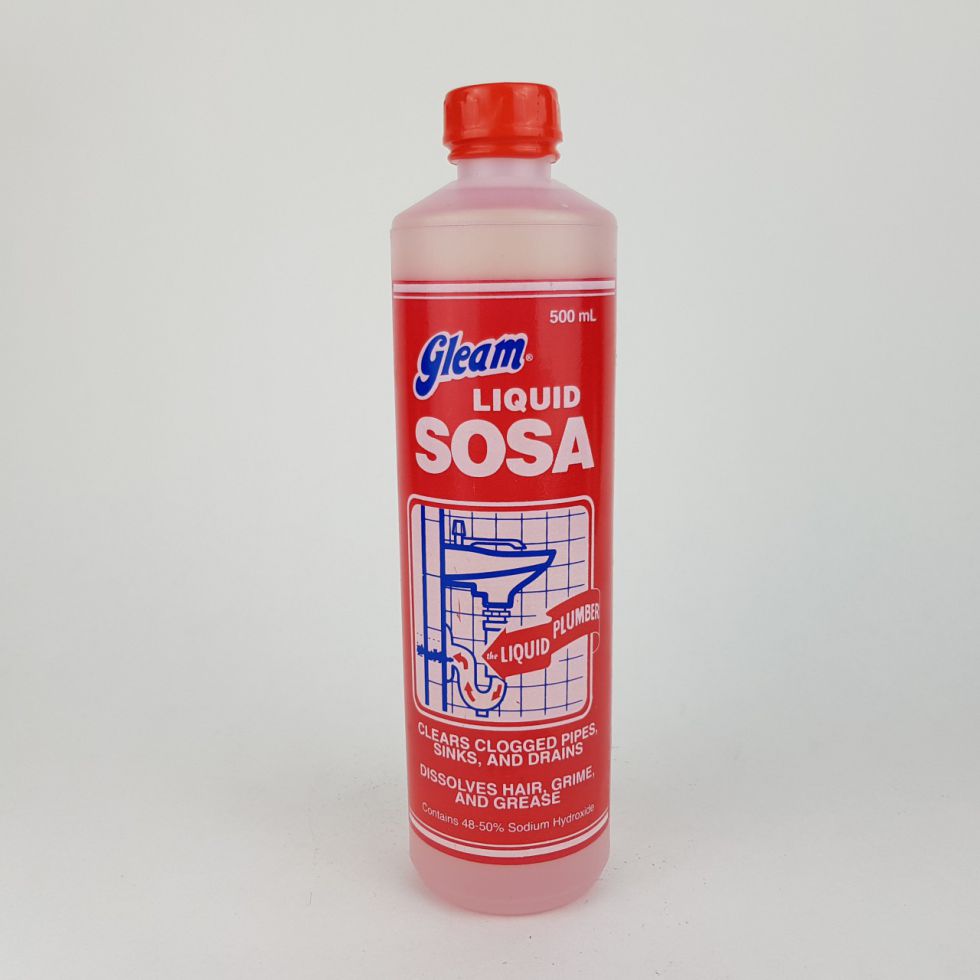 500 mL
Gleam®
LIQUID
SOSA
the LIQUID PLUMBER
CLEARS CLOGGED PIPES,
SINKS, AND DRAINS
DISSOLVES HAIR, GRIME,
AND GREASE
Contains 48-50% Sodium Hydroxide